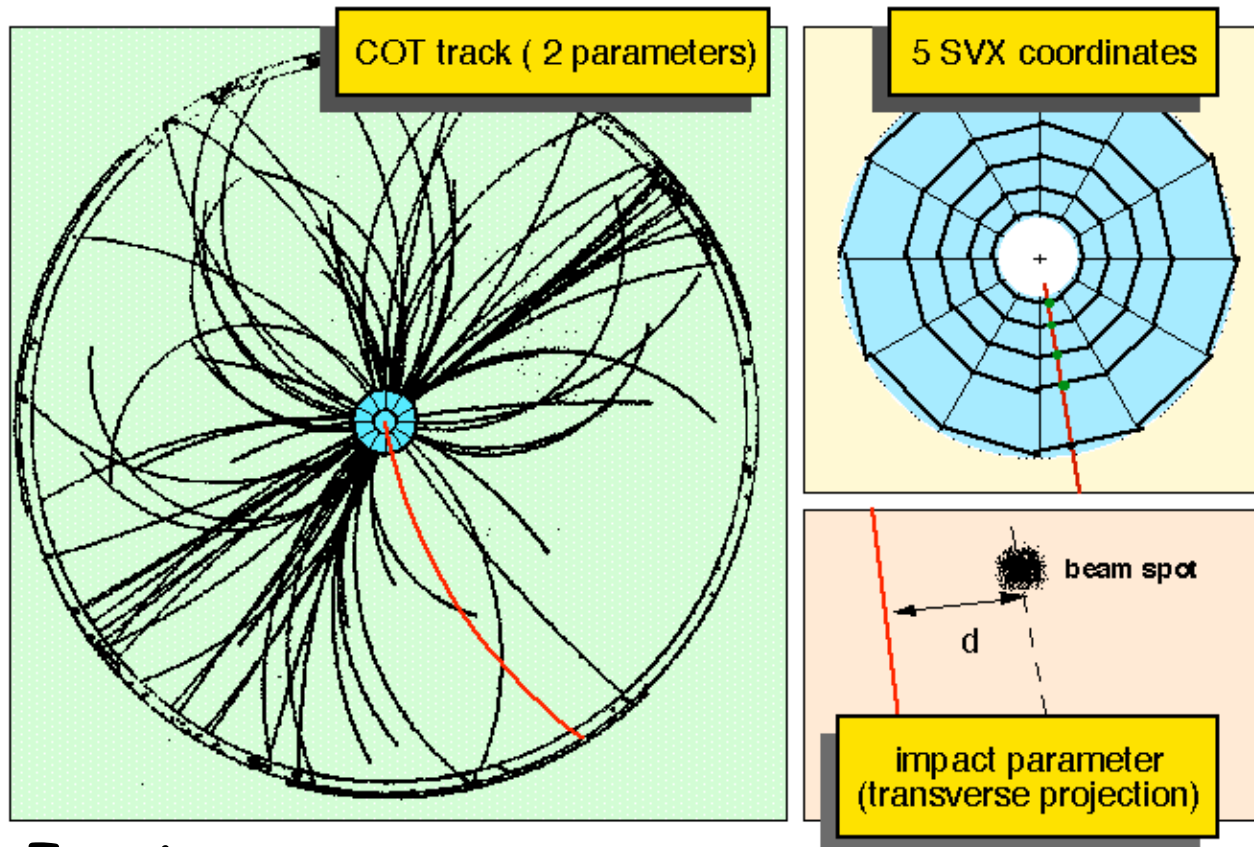 COT track ( 2 parameters)
5 SVX coordinates
beam spot
d
impact parameter
(transverse projection)